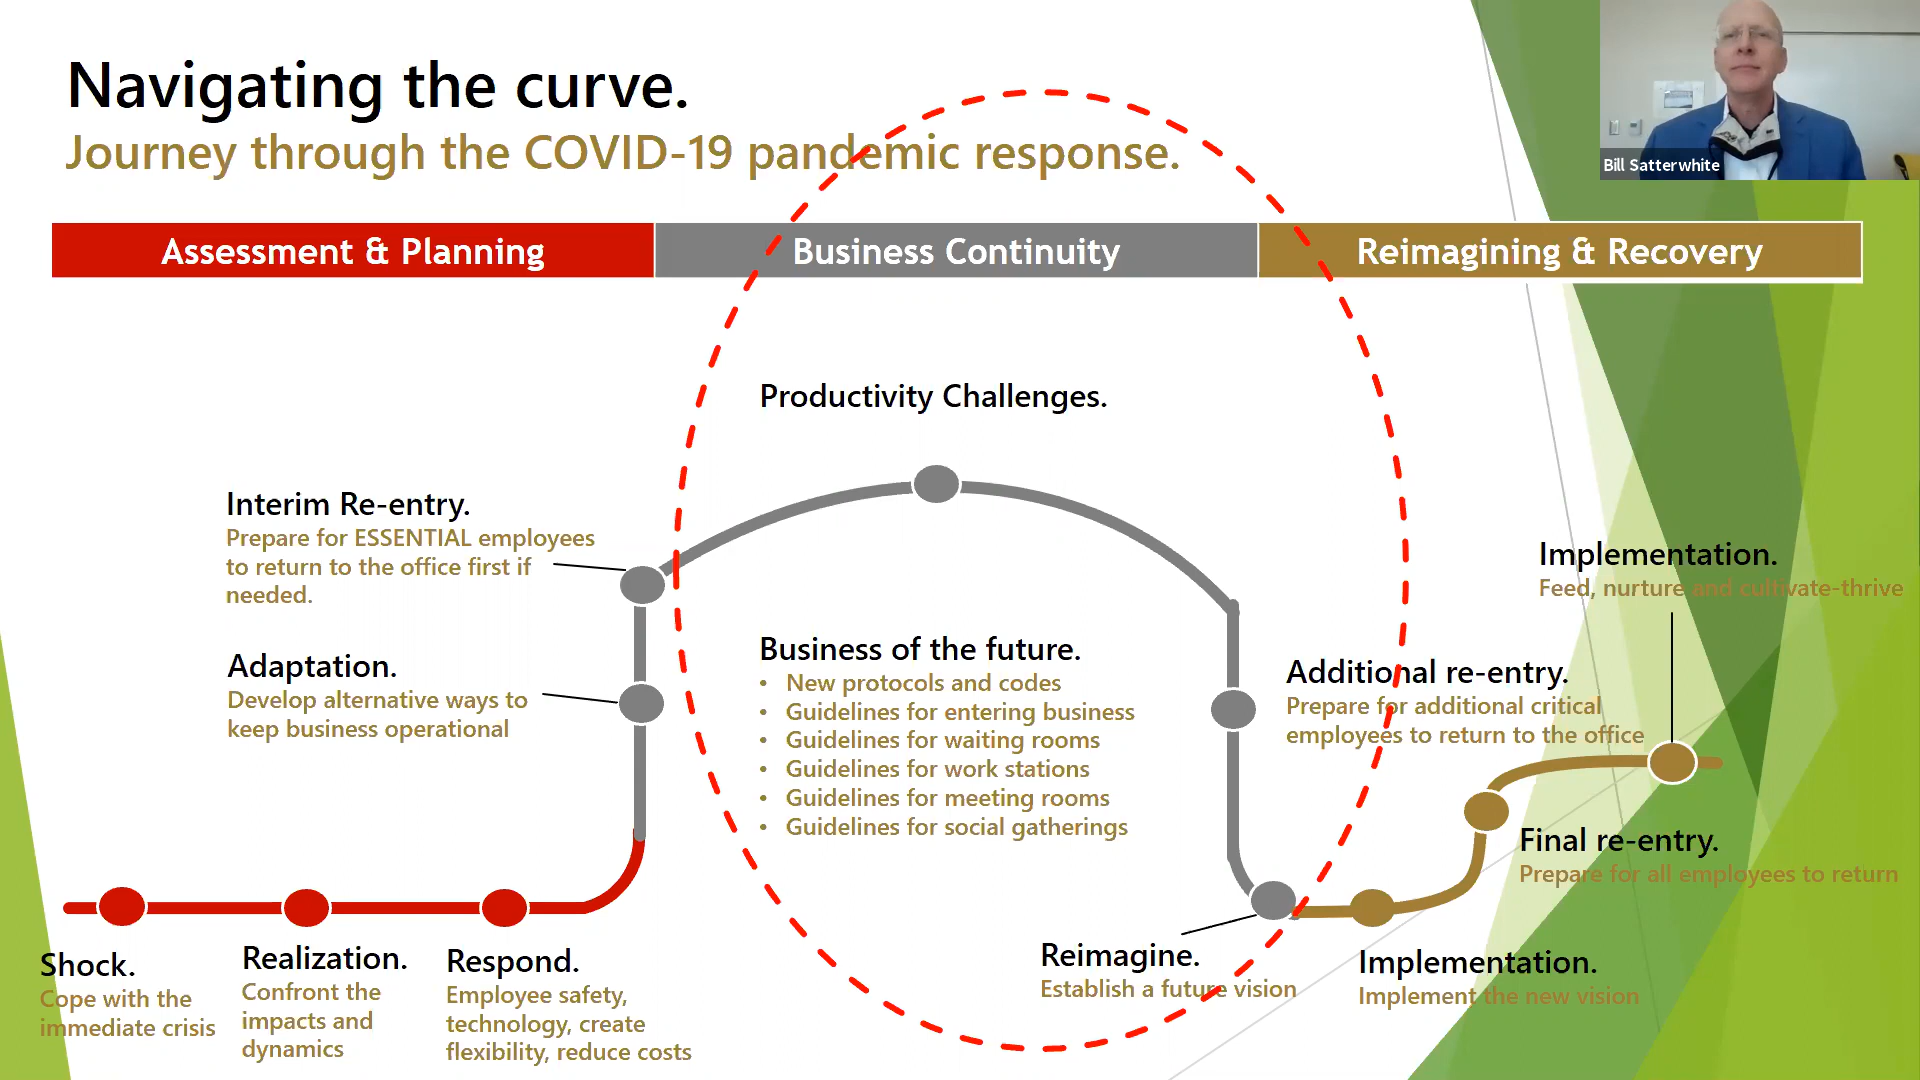 Navigating the curve.
Journey through the COVID-19 pandemic response.
Bill Satterwhite
Assessment & Planning
Business Continuity
Reimagining & Recovery
Productivity Challenges.
Interim Re-entry.
Prepare for ESSENTIAL employees
to return to the office first if
needed.
Adaptation.
Develop alternative ways to
keep business operational
Business of the future.
• New protocols and codes
• Guidelines for entering business
• Guidelines for waiting rooms
• Guidelines for work stations
• Guidelines for meeting rooms
• Guidelines for social gatherings
Implementation.
Feed, nurture and cultivate-thrive
Additional re-entry.
Prepare for additional critical
employees to return to the office
Final re-entry.
Prepare for all employees to return
Shock.
Cope with the
immediate crisis
Realization.
Confront the
impacts and
dynamics
Respond.
Employee safety,
technology, create
flexibility, reduce costs
Reimagine.
Establish a future vision
Implementation.
Implement the new vision